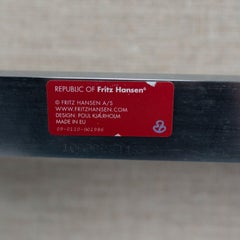 REPUBLIC OF Fritz Hansen®
© FRITZ HANSEN A/S
WWW.FRITZHANSEN.COM
DESIGN: POUL KJÆRHOLM
MADE IN EU